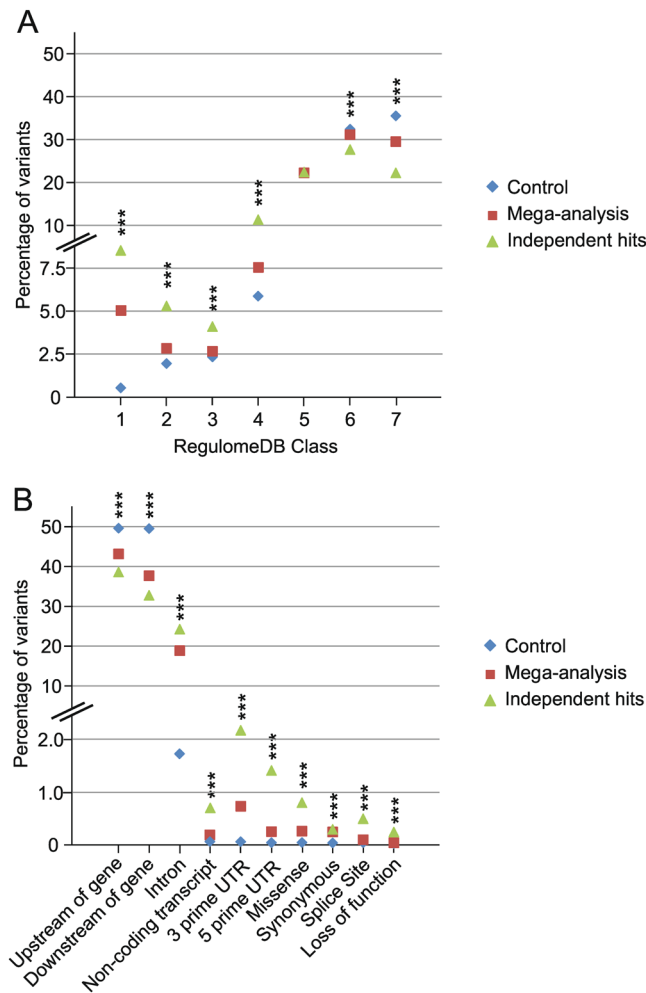 A
50
40
30
20
10
7.5
5.0
2.5
0
Percentage of variants
***
***
***
***
***
***
1 2 3 4 5 6 7
RegulomeDB Class
Control
Mega-analysis
Independent hits
B
50
40
30
20
10
2.0
1.0
0
Percentage of variants
***
***
***
***
***
***
***
***
***
***
Upstream of gene
Downstream of gene
Intron
Non-coding transcript
3 prime UTR
5 prime UTR
Missense
Synonymous
Splice Site
Loss of function
Control
Mega-analysis
Independent hits